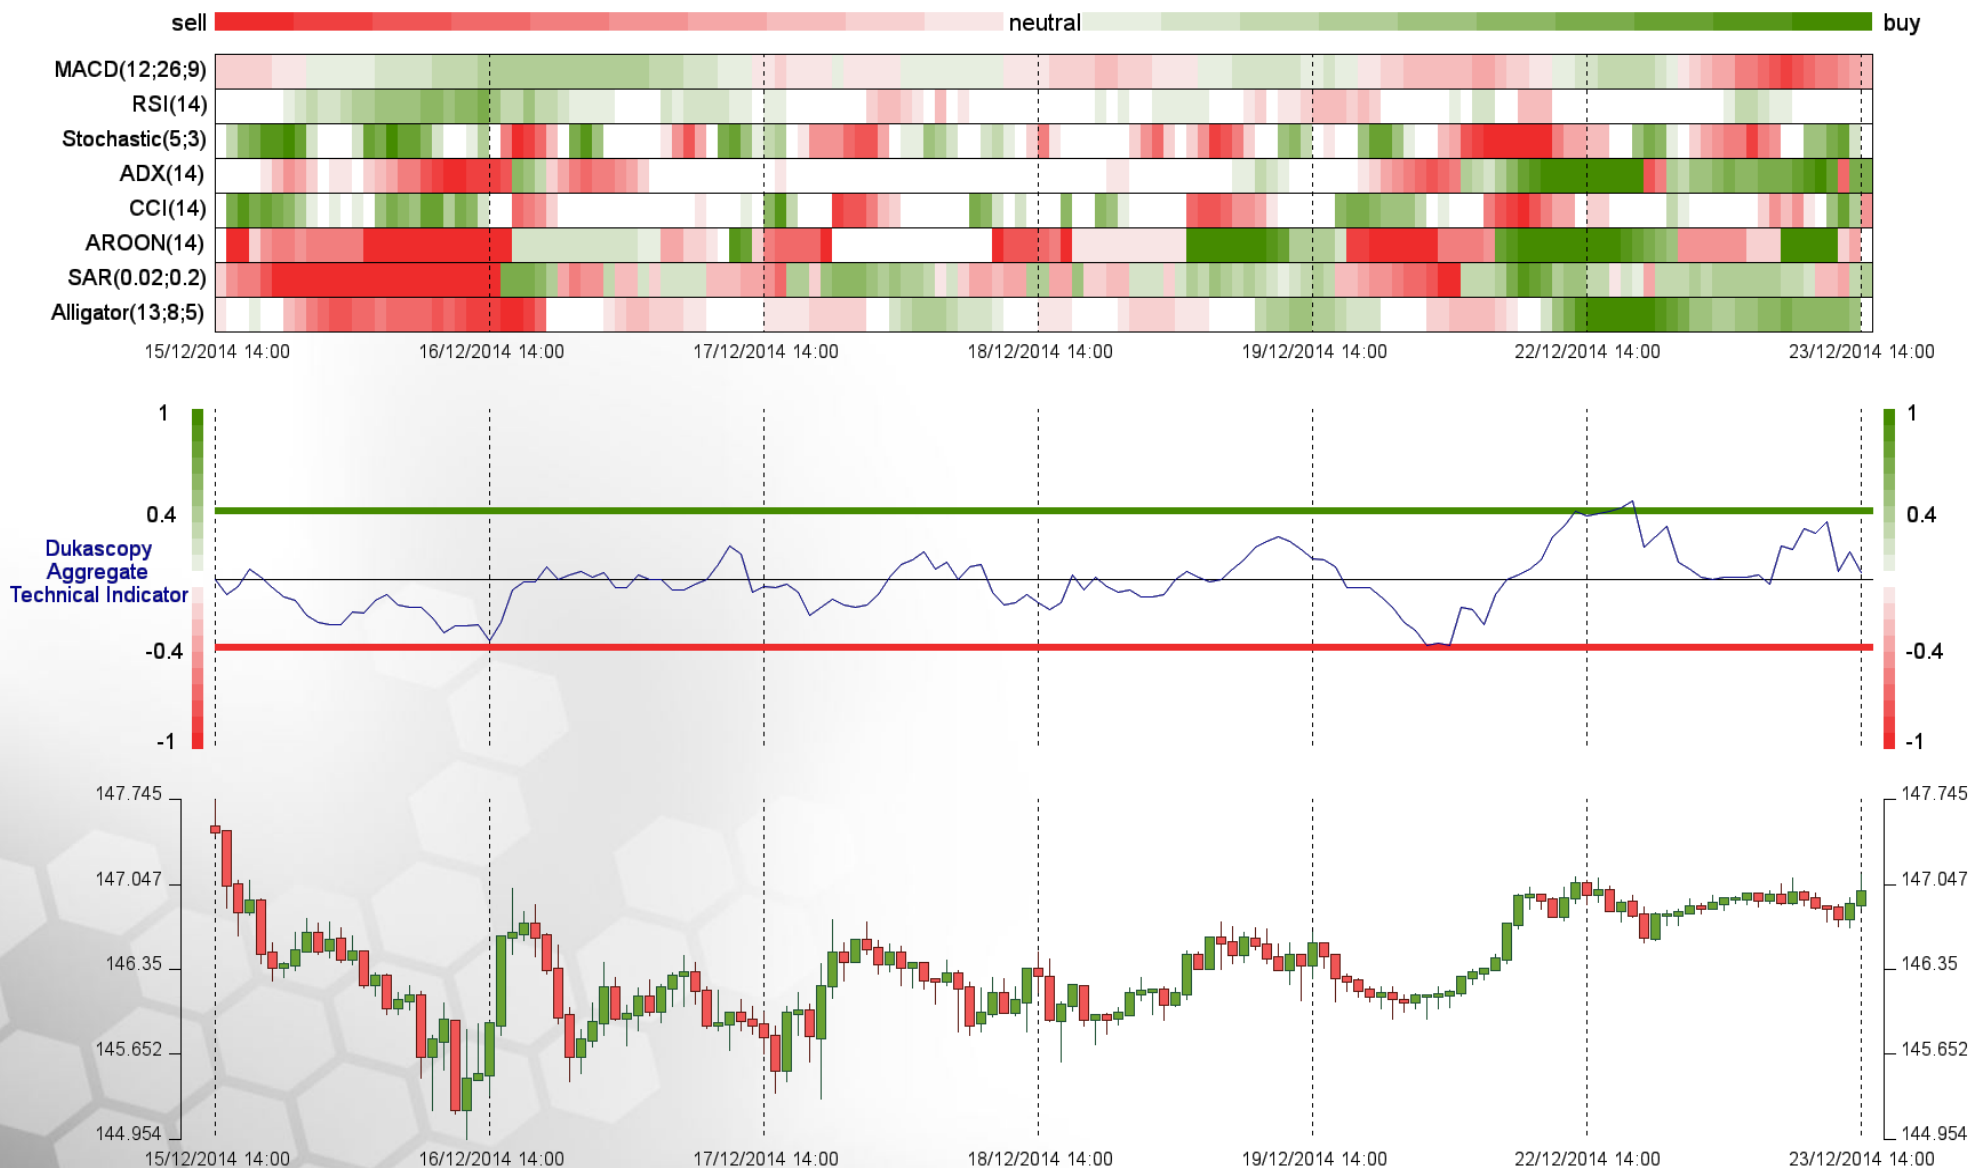 sell neutral buy
MACD(12;26;9)
RSI(14)
Stochastic(5;3)
ADX(14)
CCI(14)
AROON(14)
SAR(0.02;0.2)
Alligator(13;8;5)
15/12/2014 14:00 16/12/2014 14:00 17/12/2014 14:00 18/12/2014 14:00 19/12/2014 14:00 22/12/2014 14:00 23/12/2014 14:00
1 1
0.4 0.4
Dukascopy
Aggregate
Technical Indicator
-0.4 -0.4
-1 -1
147.745 147.745
147.047 147.047
146.35 146.35
145.652 145.652
144.954 144.954
15/12/2014 14:00 16/12/2014 14:00 17/12/2014 14:00 18/12/2014 14:00 19/12/2014 14:00 22/12/2014 14:00 23/12/2014 14:00